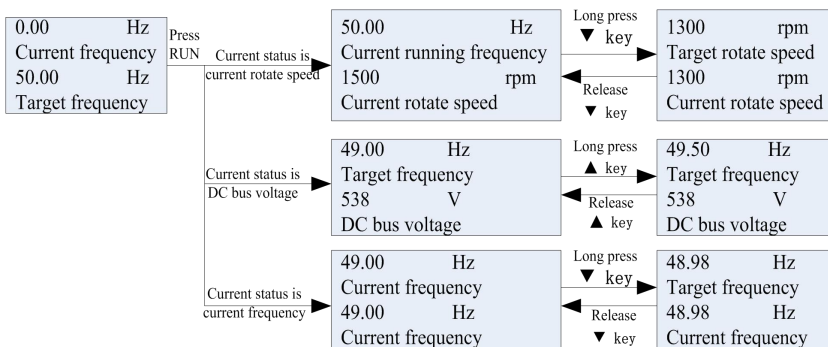 0.00 Hz
Current frequency
50.00 Hz
Target frequency
Press
RUN
Current status is
current rotate speed
50.00 Hz
Current running frequency
1500 rpm
Current rotate speed
Long press
▼ key
Release
▼ key
1300 rpm
Target rotate speed
1300 rpm
Current rotate speed
Current status is
DC bus voltage
49.00 Hz
Target frequency
538 V
DC bus voltage
Long press
▲ key
Release
▲ key
49.50 Hz
Target frequency
538 V
DC bus voltage
Current status is
current frequency
49.00 Hz
Current frequency
49.00 Hz
Current frequency
Long press
▼ key
Release
▼ key
48.98 Hz
Target frequency
48.98 Hz
Current frequency